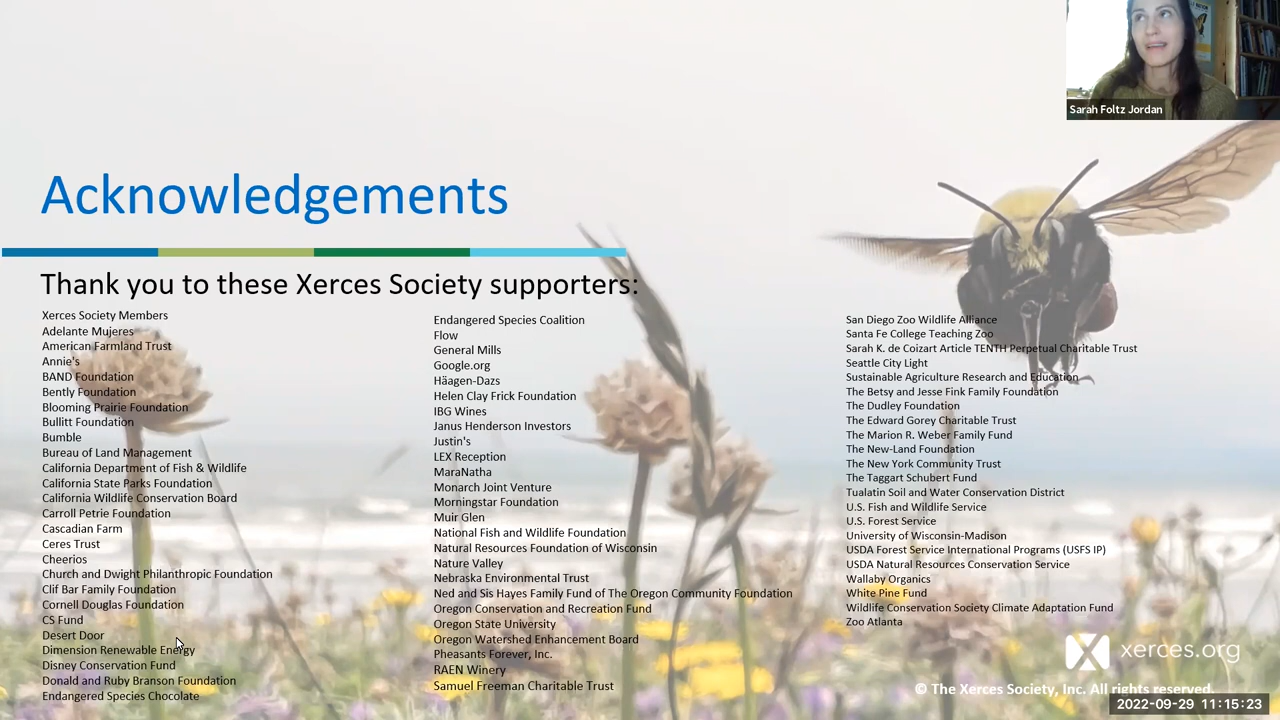 Sarah Foltz Jordan
Acknowledgements
Thank you to these Xerces Society supporters:
Xerces Society Members
Adelante Mujeres
American Farmland Trust
Annie's
BAND Foundation
Bently Foundation
Blooming Prairie Foundation
Bullitt Foundation
Bumble
Bureau of Land Management
California Department of Fish & Wildlife
California State Parks Foundation
California Wildlife Conservation Board
Carroll Petrie Foundation
Cascadian Farm
Ceres Trust
Cheerios
Church and Dwight Philanthropic Foundation
Clif Bar Family Foundation
Cornell Douglas Foundation
CS Fund
Desert Door
Dimension Renewable Energy
Disney Conservation Fund
Donald and Ruby Branson Foundation
Endangered Species Chocolate
Endangered Species Coalition
Flow
General Mills
Google.org
Häagen-Dazs
Helen Clay Frick Foundation
IBG Wines
Janus Henderson Investors
Justin's
LEX Reception
MaraNatha
Monarch Joint Venture
Morningstar Foundation
Muir Glen
National Fish and Wildlife Foundation
Natural Resources Foundation of Wisconsin
Nature Valley
Nebraska Environmental Trust
Ned and Sis Hayes Family Fund of The Oregon Community Foundation
Oregon Conservation and Recreation Fund
Oregon State University
Oregon Watershed Enhancement Board
Pheasants Forever, Inc.
RAEN Winery
Samuel Freeman Charitable Trust
San Diego Zoo Wildlife Alliance
Santa Fe College Teaching Zoo
Sarah K. de Coizart Article TENTH Perpetual Charitable Trust
Seattle City Light
Sustainable Agriculture Research and Education
The Betsy and Jesse Fink Family Foundation
The Dudley Foundation
The Edward Gorey Charitable Trust
The Marion R. Weber Family Fund
The New-Land Foundation
The New York Community Trust
The Taggart Schubert Fund
Tualatin Soil and Water Conservation District
U.S. Fish and Wildlife Service
U.S. Forest Service
University of Wisconsin-Madison
USDA Forest Service International Programs (USFS IP)
USDA Natural Resources Conservation Service
Wallaby Organics
White Pine Fund
Wildlife Conservation Society Climate Adaptation Fund
Zoo Atlanta
xerces.org
© The Xerces Society, Inc. All rights reserved.
2022-09-29 11:15:23